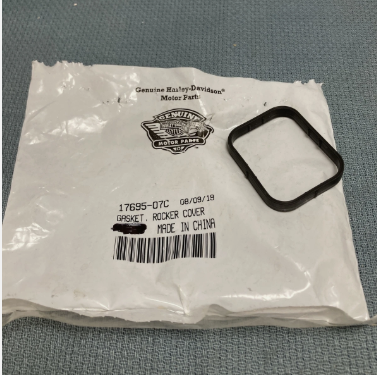 Genuine Harley-Davidson®
Motor Parts
GENUINE
MOTOR PARTS
17695-07C 08/09/19
GASKET, ROCKER COVER
MADE IN CHINA